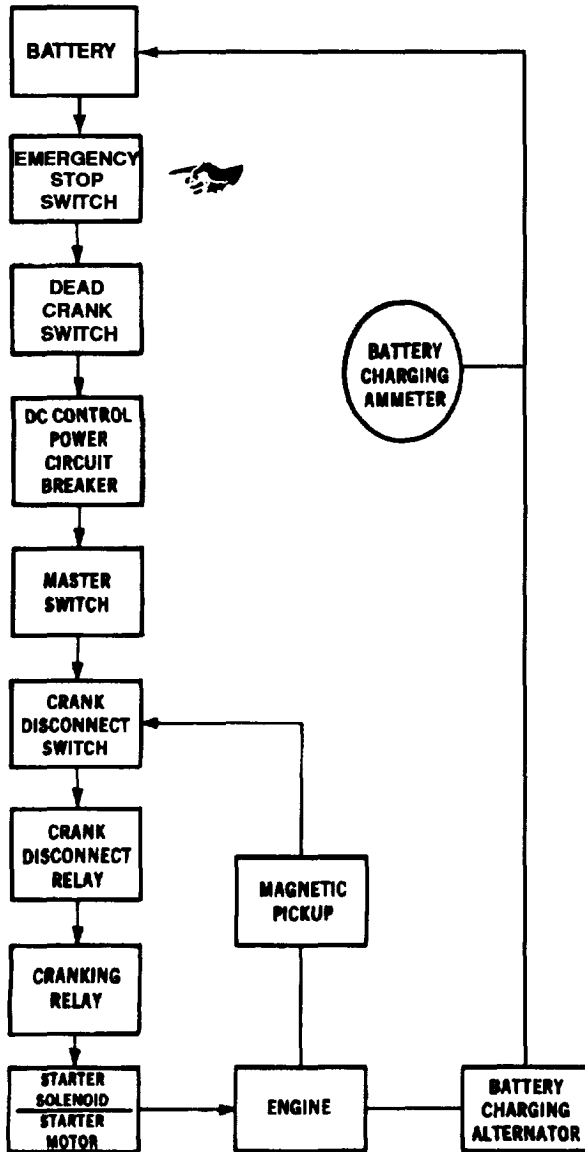 BATTERY
EMERGENCY
STOP
SWITCH
DEAD
CRANK
SWITCH
BATTERY
CHARGING
AMMETER
DC CONTROL
POWER
CIRCUIT
BREAKER
MASTER
SWITCH
CRANK
DISCONNECT
SWITCH
CRANK
DISCONNECT
RELAY
MAGNETIC
PICKUP
CRANKING
RELAY
STARTER
SOLENOID
STARTER
MOTOR
ENGINE
BATTERY
CHARGING
ALTERNATOR